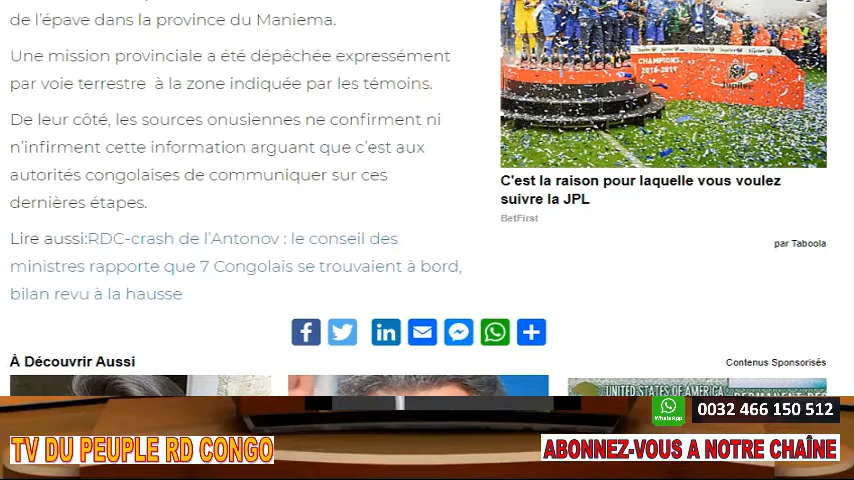 de l'épave dans la province du Maniema.
Une mission provinciale a été dépêchée expressément
par voie terrestre à la zone indiquée par les témoins.
De leur côté, les sources onusiennes ne confirment ni
n'infirment cette information arguant que c'est aux
autorités congolaises de communiquer sur ces
dernières étapes.
Lire aussi:RDC-crash de l'Antonov : le conseil des
ministres rapporte que 7 Congolais se trouvaient à bord,
bilan revu à la hausse
CHAMPIONS
2018-2019
Jupiler
C'est la raison pour laquelle vous voulez
suivre la JPL
BetFirst
par Taboola
À Découvrir Aussi
Contenus Sponsorisés
UNITED STATES OF AMERICA
WhatsApp
0032 466 150 512
TV DU PEUPLE RD CONGO
ABONNEZ-VOUS A NOTRE CHAÎNE